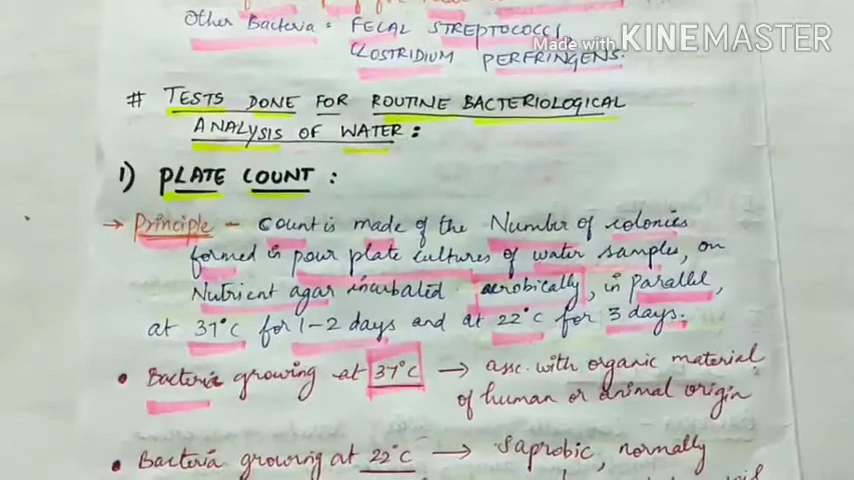 Other Bacteria = FECAL STREPTOCOCCI,
CLOSTRIDIUM PERFRINGENS.
Made with KINEMASTER
# TESTS DONE FOR ROUTINE BACTERIOLOGICAL
ANALYSIS OF WATER :
1) PLATE COUNT :
→ Principle - Count is made of the Number of colonies
formed in pour plate cultures of water samples, on
Nutrient agar incubated aerobically, in parallel,
at 37°C for 1-2 days and at 22°C for 3 days.
• Bacteria growing at 37°C → assc. with organic material
of human or animal origin
• Bacteria growing at 22°C → Saprobic, normally